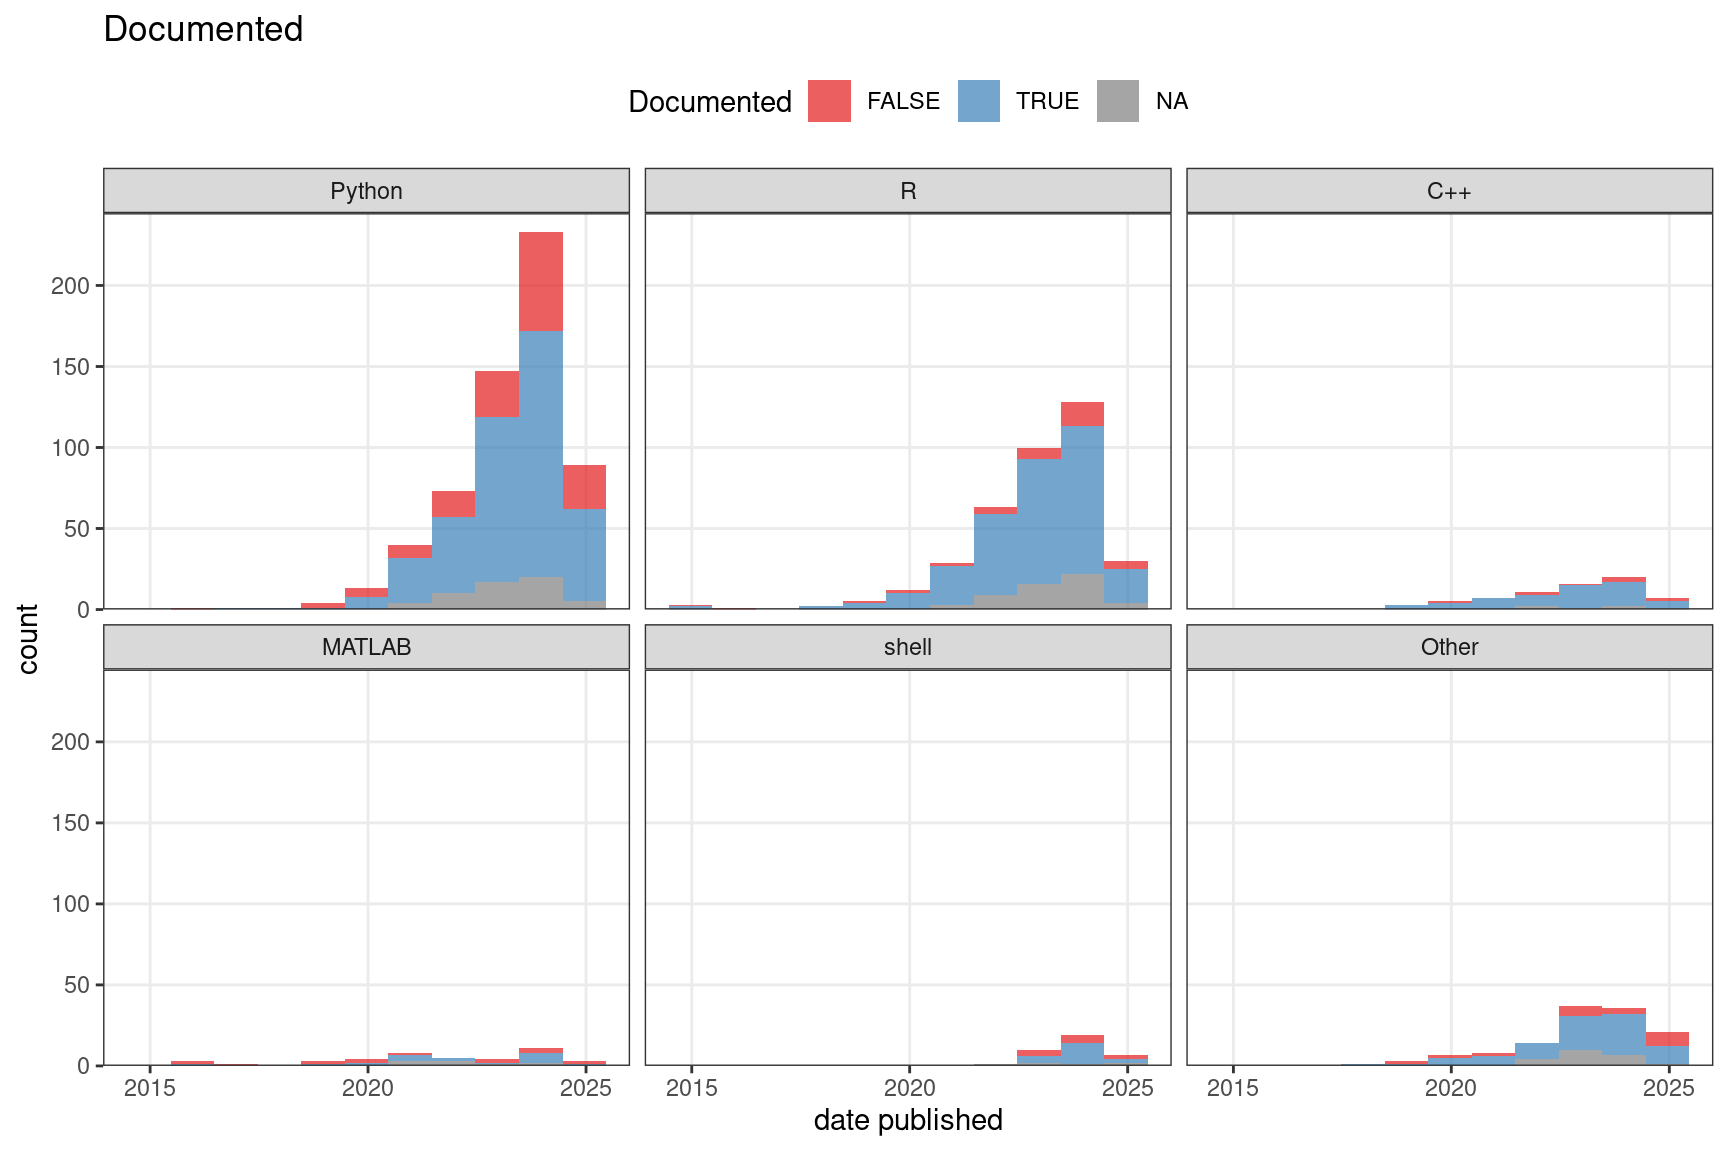 Documented
Documented FALSE TRUE NA
Python R C++
200
150
100
50
0
MATLAB shell Other
200
150
100
50
0
count
2015 2020 2025 2015 2020 2025 2015 2020 2025
date published